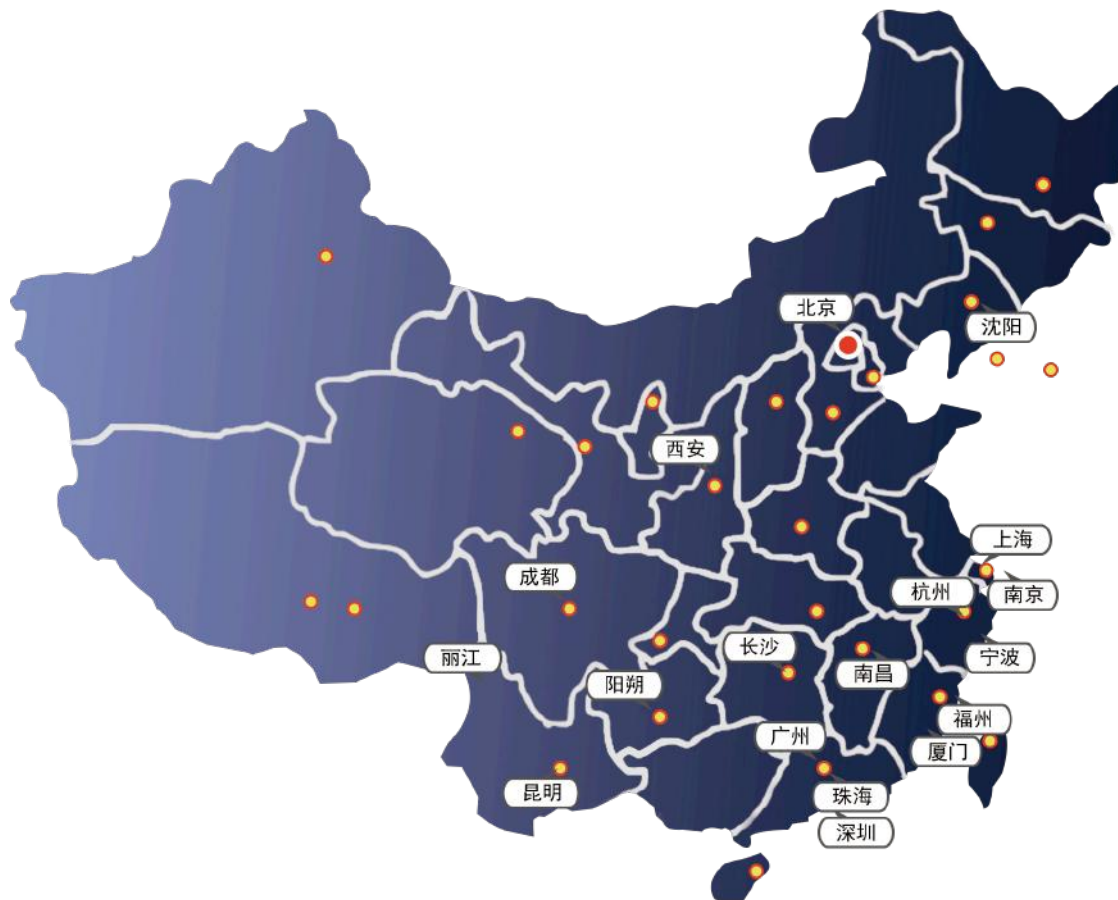 北京
沈阳
西安
上海
成都
杭州
南京
长沙
丽江
宁波
南昌
阳朔
福州
广州
厦门
昆明
珠海
深圳